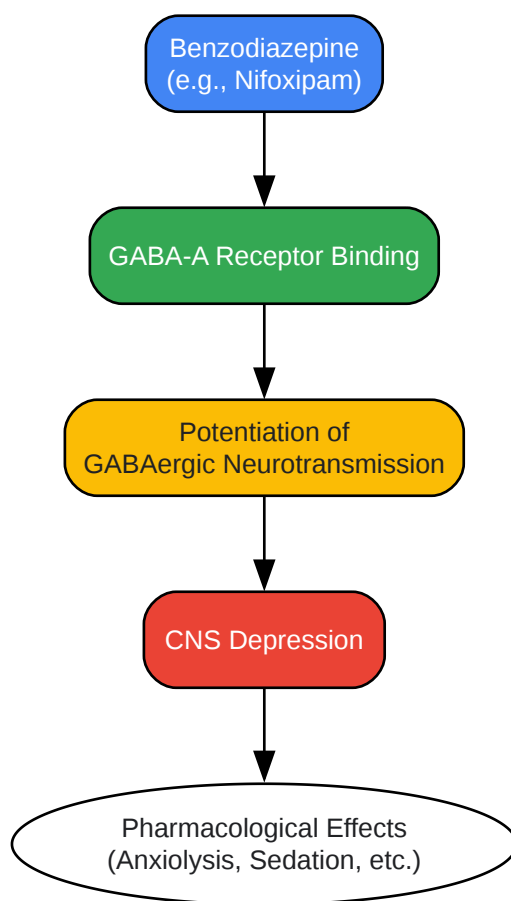 Benzodiazepine
(e.g., Nifoxipam)
GABA-A Receptor Binding
Potentiation of
GABAergic Neurotransmission
CNS Depression
Pharmacological Effects
(Anxiolysis, Sedation, etc.)